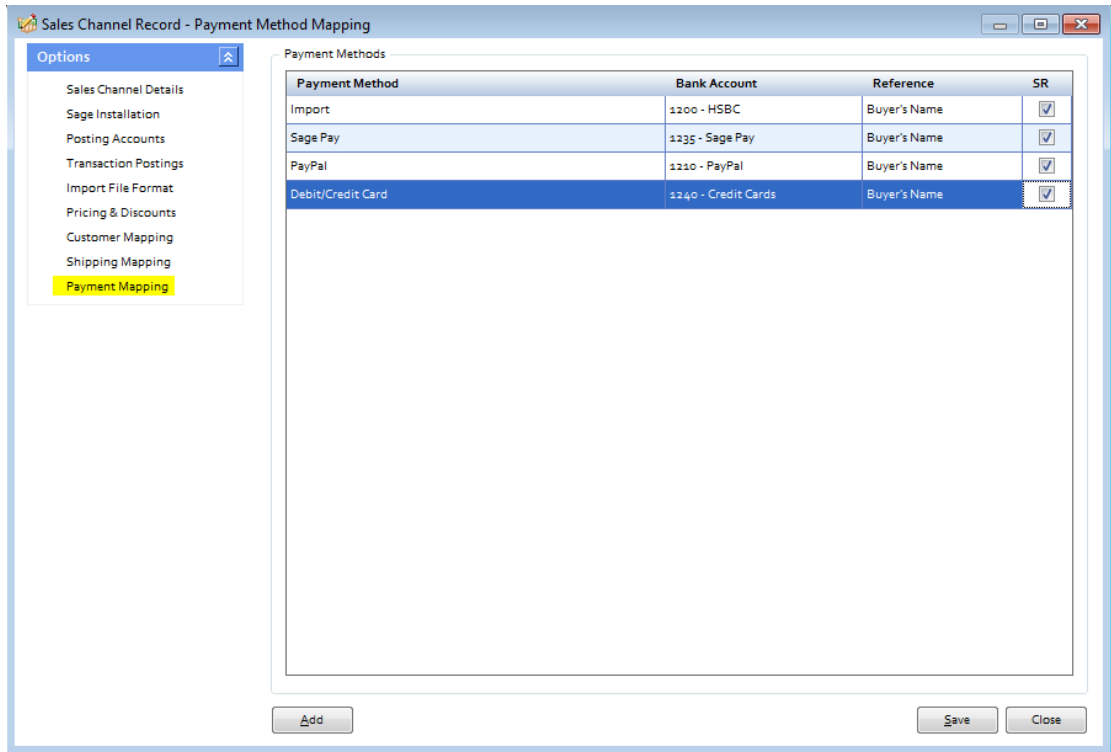 Sales Channel Record - Payment Method Mapping
Options
Sales Channel Details
Sage Installation
Posting Accounts
Transaction Postings
Import File Format
Pricing & Discounts
Customer Mapping
Shipping Mapping
Payment Mapping
Payment Methods
Payment Method Bank Account Reference SR
Import 1200 - HSBC Buyer's Name
Sage Pay 1235 - Sage Pay Buyer's Name
PayPal 1210 - PayPal Buyer's Name
Debit/Credit Card 1240 - Credit Cards Buyer's Name
Add Save Close